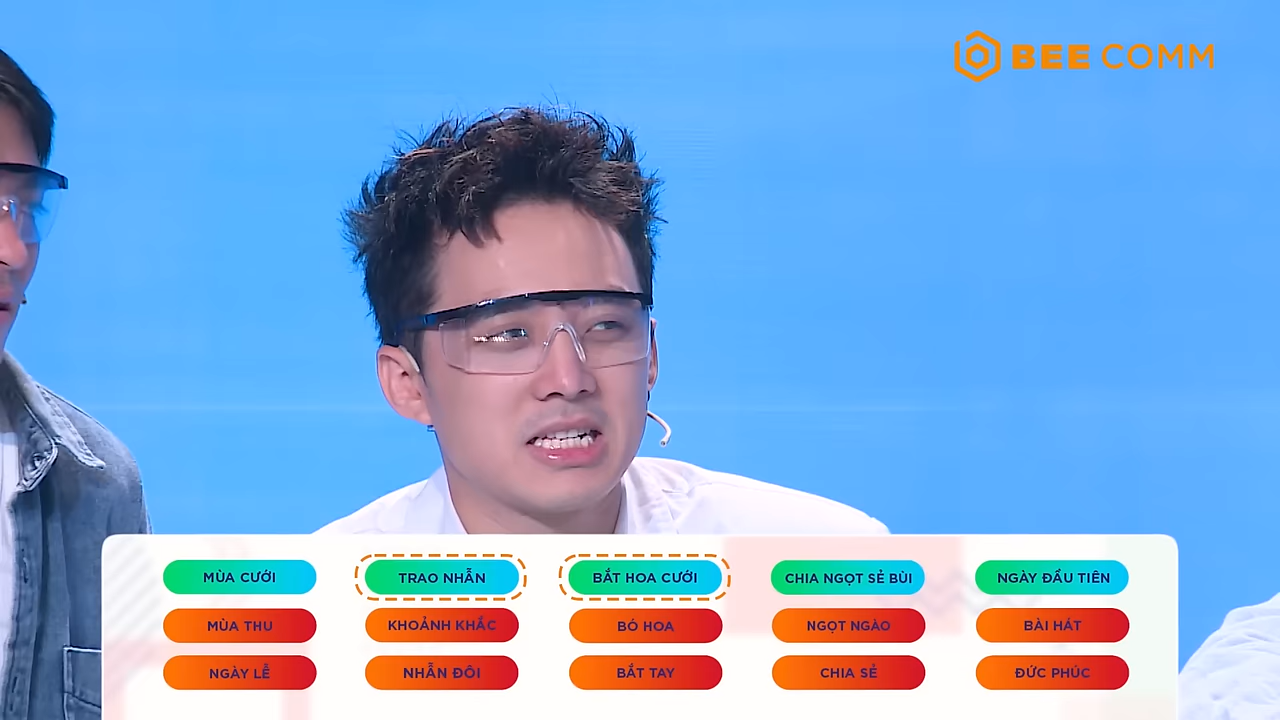 BEE COMM
MÙA CƯỚI
TRAO NHẪN
BẮT HOA CƯỚI
CHIA NGỌT SẺ BÙI
NGÀY ĐẦU TIÊN
MÙA THU
KHOẢNH KHẮC
BÓ HOA
NGỌT NGÀO
BÀI HÁT
NGÀY LỄ
NHẪN ĐÔI
BẮT TAY
CHIA SẺ
ĐỨC PHÚC